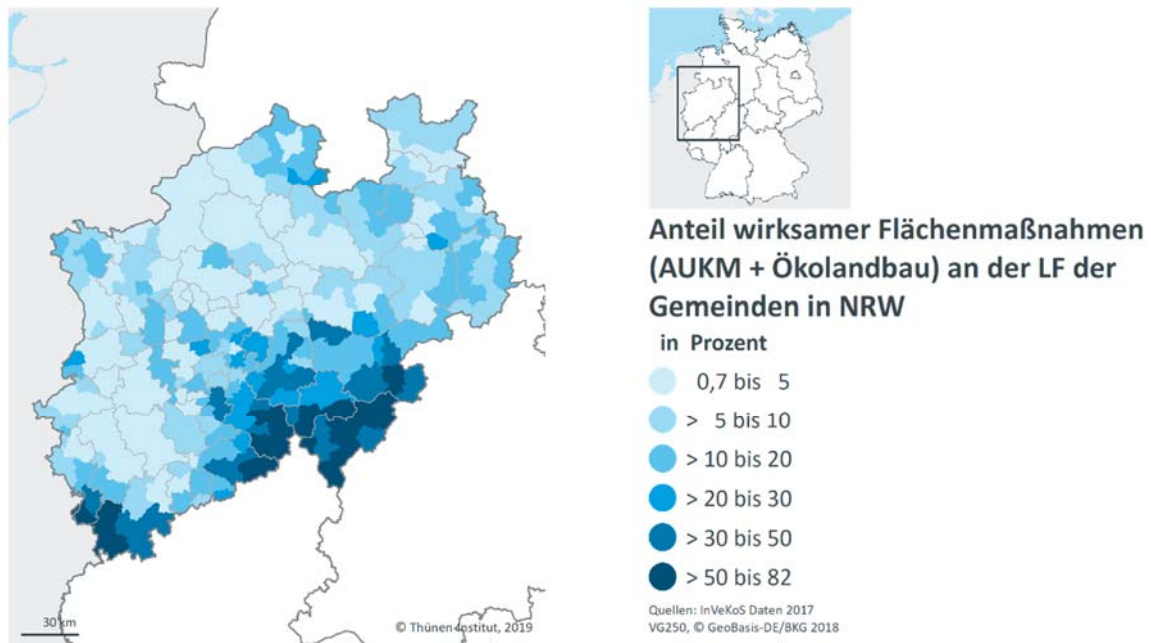 Anteil wirksamer Flächenmaßnahmen
(AUKM + Ökolandbau) an der LF der
Gemeinden in NRW
in Prozent
0,7 bis 5
> 5 bis 10
> 10 bis 20
> 20 bis 30
> 30 bis 50
> 50 bis 82
Quellen: InVeKoS Daten 2017
VG250, © GeoBasis-DE/BKG 2018
30 km
© Thünen-Institut, 2019